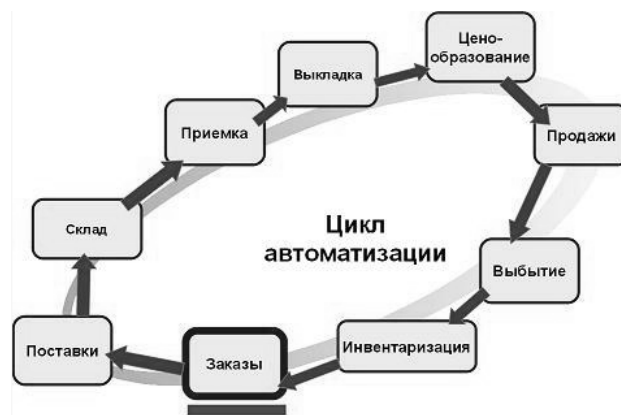 Цено-
образование
Выкладка
Приемка
Продажи
Склад
Цикл
автоматизации
Выбытие
Поставки
Заказы
Инвентаризация